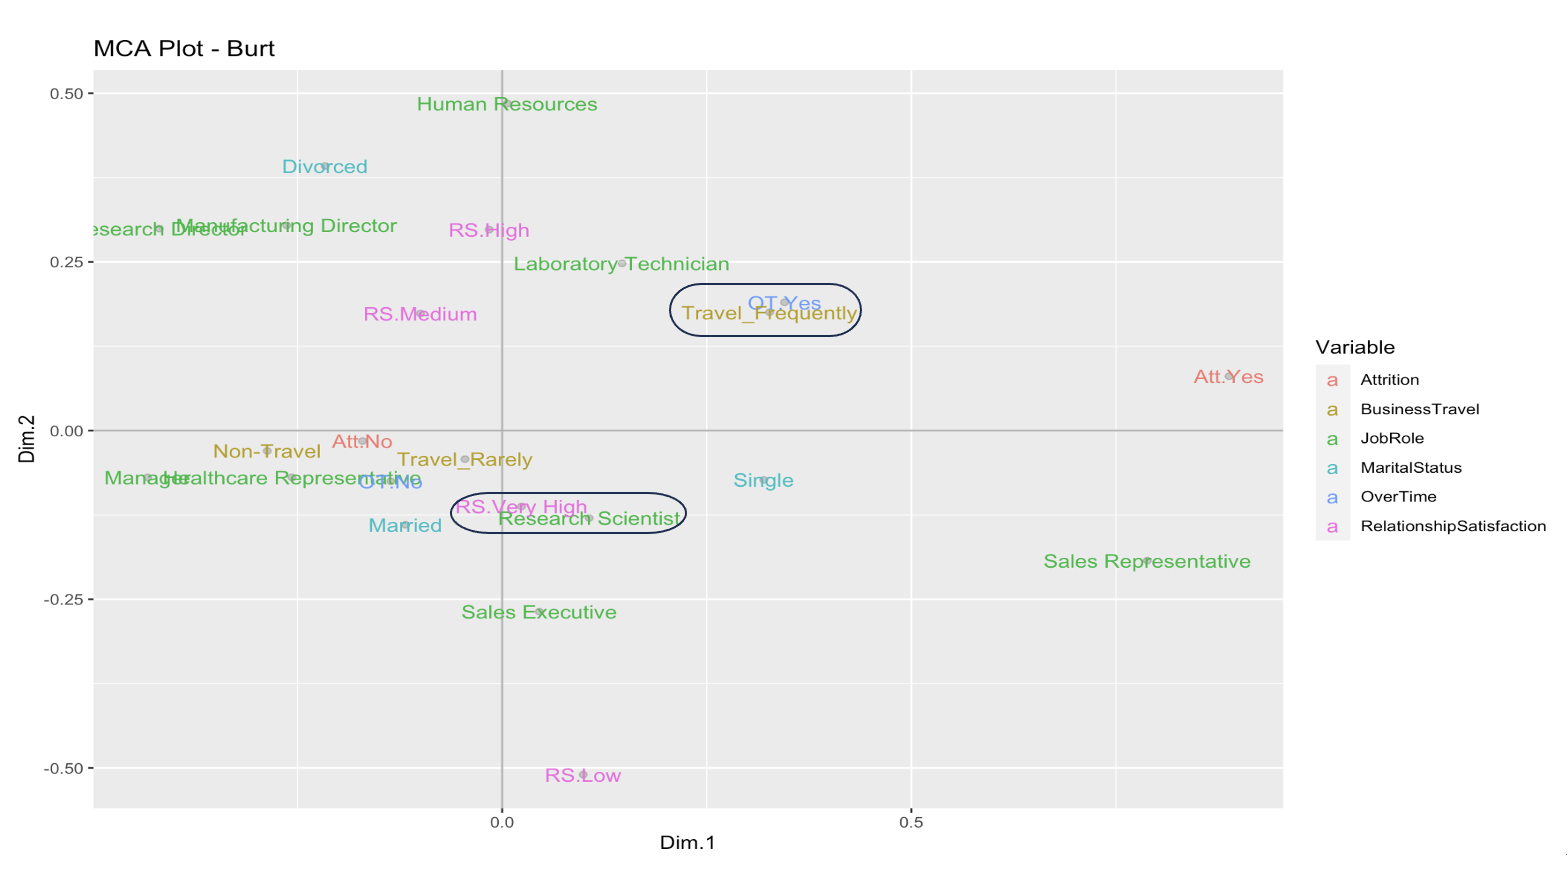 MCA Plot - Burt
0.50
Human Resources
Divorced
esearch Director
Manufacturing Director
RS.High
0.25
Laboratory Technician
OT.Yes
RS.Medium
Travel_Frequently
Variable
Att.Yes
a Attrition
a BusinessTravel
Dim.2
0.00
a JobRole
Att.No
Non-Travel
Travel_Rarely
a MaritalStatus
Manager
Healthcare Representative
OT.No
Single
a OverTime
RS.Very High
Research Scientist
Married
a RelationshipSatisfaction
Sales Representative
-0.25
Sales Executive
-0.50
RS.Low
0.0
0.5
Dim.1